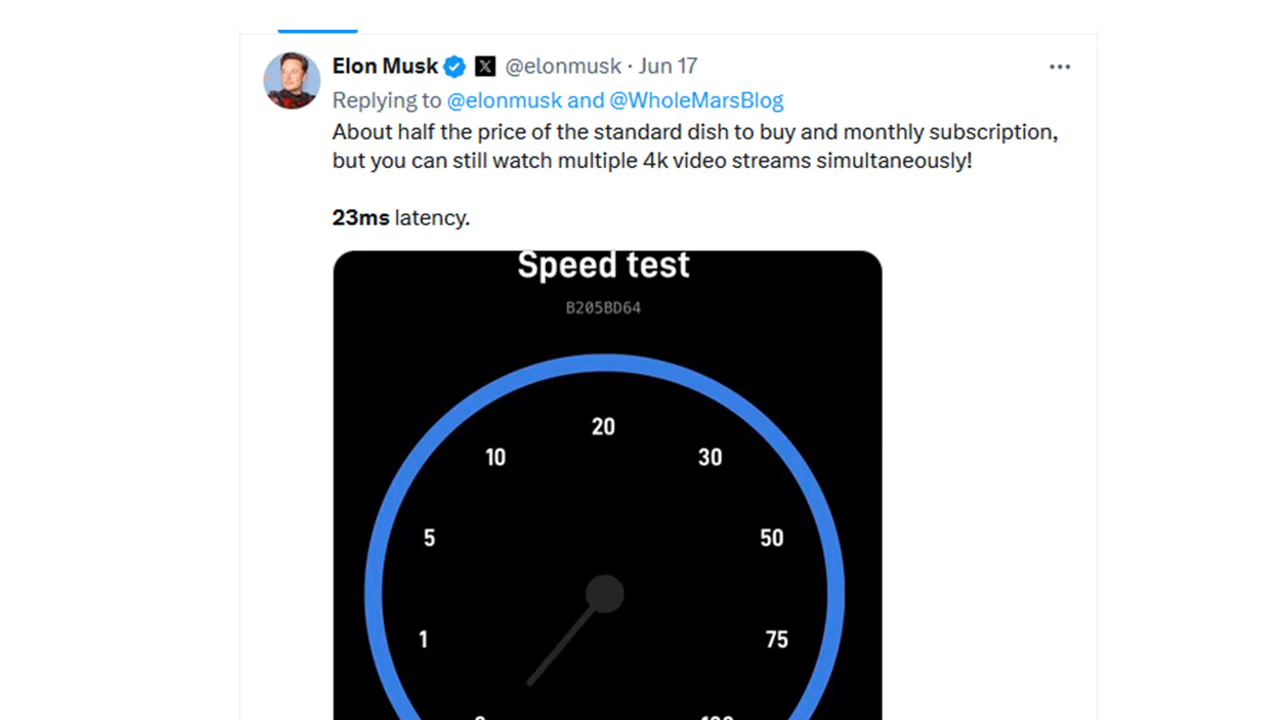 Elon Musk @elonmusk · Jun 17
Replying to @elonmusk and @WholeMarsBlog
About half the price of the standard dish to buy and monthly subscription,
but you can still watch multiple 4k video streams simultaneously!
23ms latency.
Speed test
B205BD64
20
10 30
5 50
1 75
0 100